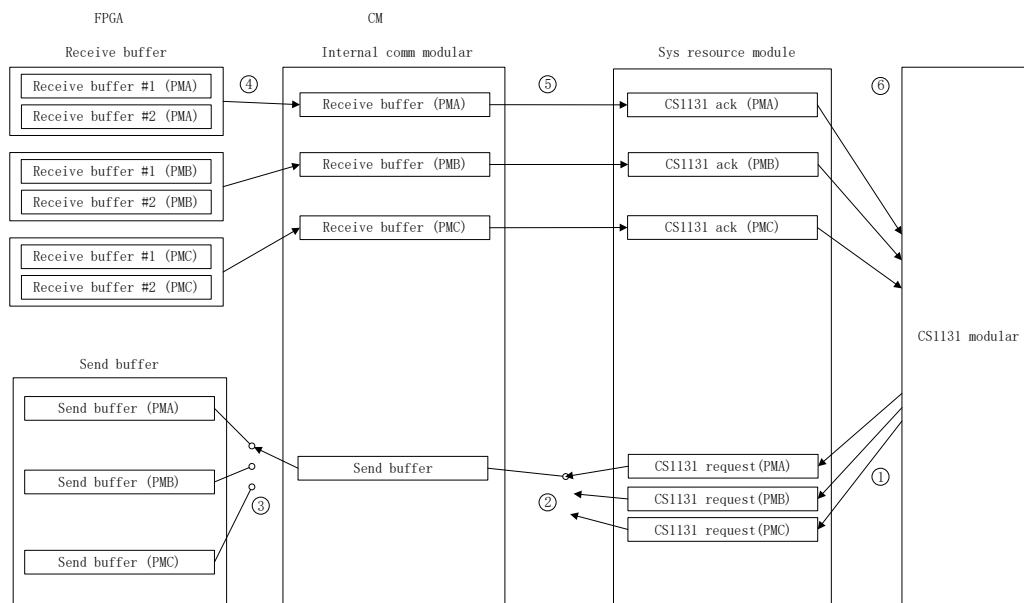 FPGA
CM
Receive buffer
Internal comm modular
Sys resource module
Receive buffer #1 (PMA)
Receive buffer #2 (PMA)
④
Receive buffer (PMA)
⑤
CS1131 ack (PMA)
⑥
Receive buffer #1 (PMB)
Receive buffer #2 (PMB)
Receive buffer (PMB)
CS1131 ack (PMB)
Receive buffer #1 (PMC)
Receive buffer #2 (PMC)
Receive buffer (PMC)
CS1131 ack (PMC)
CS1131 modular
Send buffer
Send buffer (PMA)
Send buffer (PMB)
Send buffer (PMC)
③
Send buffer
②
CS1131 request(PMA)
CS1131 request(PMB)
CS1131 request(PMC)
①